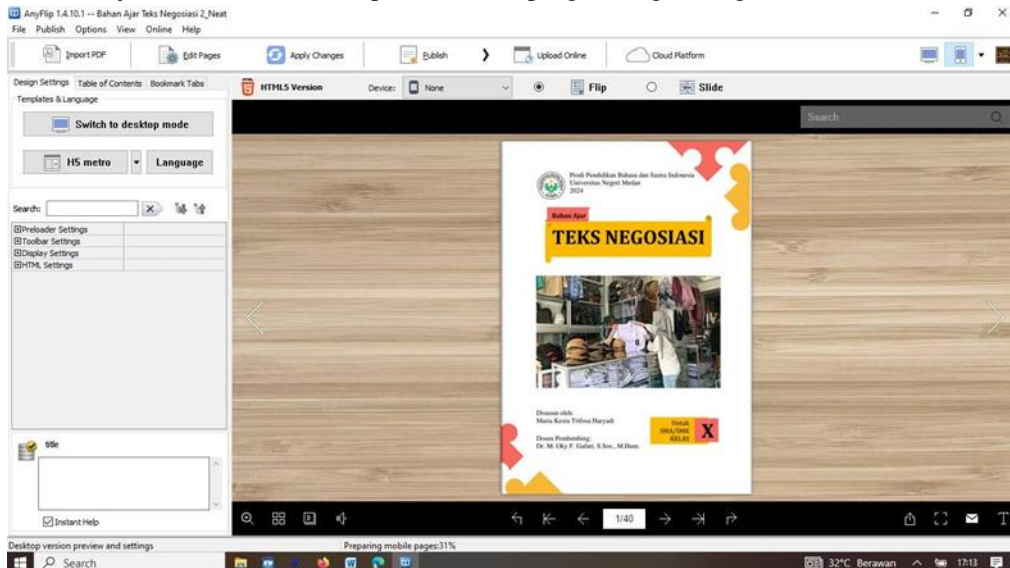 AnyFlip 1.4.10.1 -- Bahan Ajar Teks Negosiasi 2_Neat
File Publish Options View Online Help
Import PDF Edit Pages Apply Changes Publish Upload Online Cloud Platform
Design Settings Table of Contents Bookmark Tabs
HTML5 Version Device: None Flip Slide
Templates & Language
Switch to desktop mode
Search
H5 metro Language
Prodi Pendidikan Bahasa dan Sastra Indonesia
Universitas Negeri Medan
2024
Search:
Bahan Ajar
TEKS NEGOSIASI
Preloader Settings
Toolbar Settings
Display Settings
HTML Settings
Disusun oleh:
Maria Kezia Trifosa Haryadi
Dosen Pembimbing:
Dr. M. Oky F. Gafari, S.Sos., M.Hum.
Untuk
SMA/SMK
KELAS
X
title
Instant Help
1/40
Desktop version preview and settings Preparing mobile pages:31%
Search
32°C Berawan 17:13